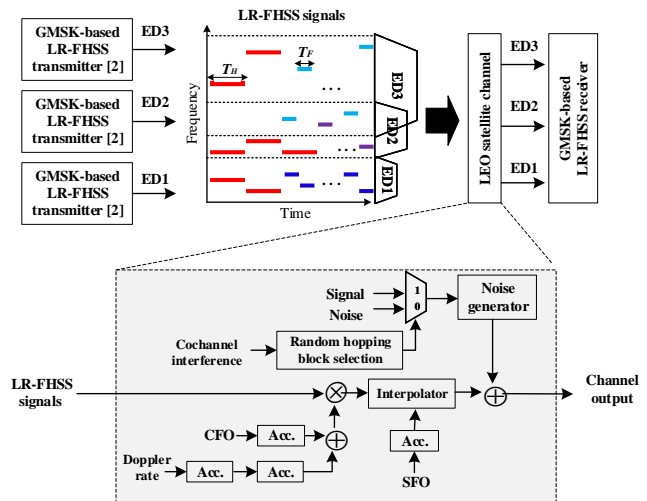 LR-FHSS signals
GMSK-based
LR-FHSS
transmitter [2]
ED3
GMSK-based
LR-FHSS
transmitter [2]
ED2
GMSK-based
LR-FHSS
transmitter [2]
ED1
Frequency
Time
T_H
T_F
...
...
...
ED3
ED2
ED1
LEO satellite channel
ED3
ED2
ED1
GMSK-based
LR-FHSS receiver
Signal
Noise
1
0
Noise
generator
Cochannel
interference
Random hopping
block selection
LR-FHSS
signals
Interpolator
Channel
output
CFO
Acc.
Acc.
Doppler
rate
Acc.
Acc.
SFO